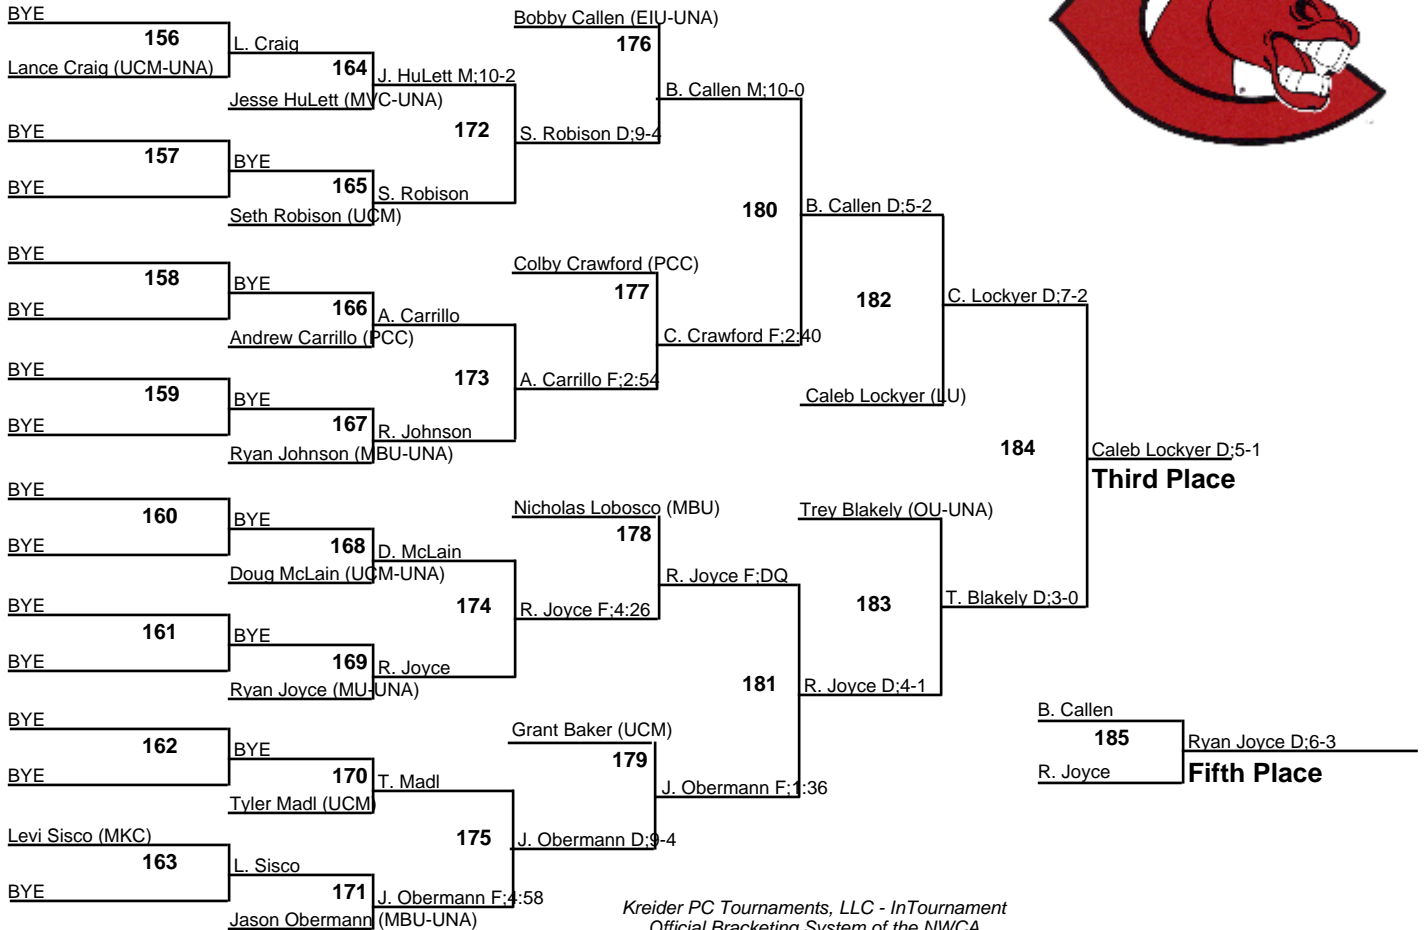 BYE
156
Lance Craig (UCM-UNA)
L. Craig
164
Jesse HuLett (MVC-UNA)
J. HuLett M;10-2
BYE
157
BYE
BYE
165
Seth Robison (UCM)
S. Robison
172
S. Robison D;9-4
Bobby Callen (EIU-UNA)
176
B. Callen M;10-0
BYE
158
BYE
BYE
166
Andrew Carrillo (PCC)
A. Carrillo
BYE
159
BYE
BYE
167
Ryan Johnson (MBU-UNA)
R. Johnson
173
A. Carrillo F;2:54
Colby Crawford (PCC)
177
C. Crawford F;2:40
180
B. Callen D;5-2
182
Caleb Lockyer (LU)
C. Lockyer D;7-2
BYE
160
BYE
BYE
168
Doug McLain (UCM-UNA)
D. McLain
BYE
161
BYE
BYE
169
Ryan Joyce (MU-UNA)
R. Joyce
174
R. Joyce F;4:26
Nicholas Lobosco (MBU)
178
R. Joyce F;DQ
BYE
162
BYE
BYE
170
Tyler Madl (UCM)
T. Madl
Levi Sisco (MKC)
163
BYE
L. Sisco
171
Jason Obermann (MBU-UNA)
J. Obermann F;4:58
175
J. Obermann D;9-4
Grant Baker (UCM)
179
J. Obermann F;1:36
181
R. Joyce D;4-1
Trey Blakely (OU-UNA)
183
T. Blakely D;3-0
184
Caleb Lockyer D;5-1
Third Place
B. Callen
185
R. Joyce
Ryan Joyce D;6-3
Fifth Place
Kreider PC Tournaments, LLC - InTournament
Official Bracketing System of the NWCA